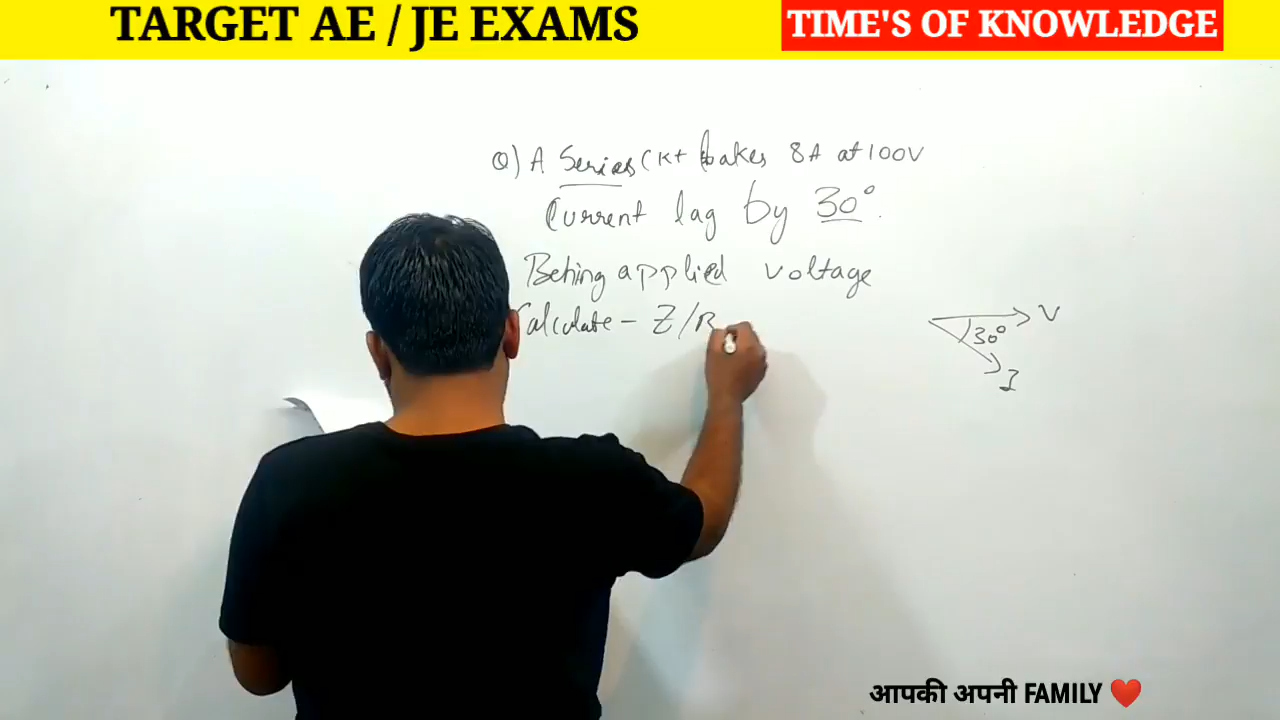 TARGET AE / JE EXAMS
TIME'S OF KNOWLEDGE
Q) A Series CKt takes 8A at 100V
Current lag by 30°.
Behing applied voltage
Calculate - Z/R
V
30°
I
आपकी अपनी FAMILY ❤️